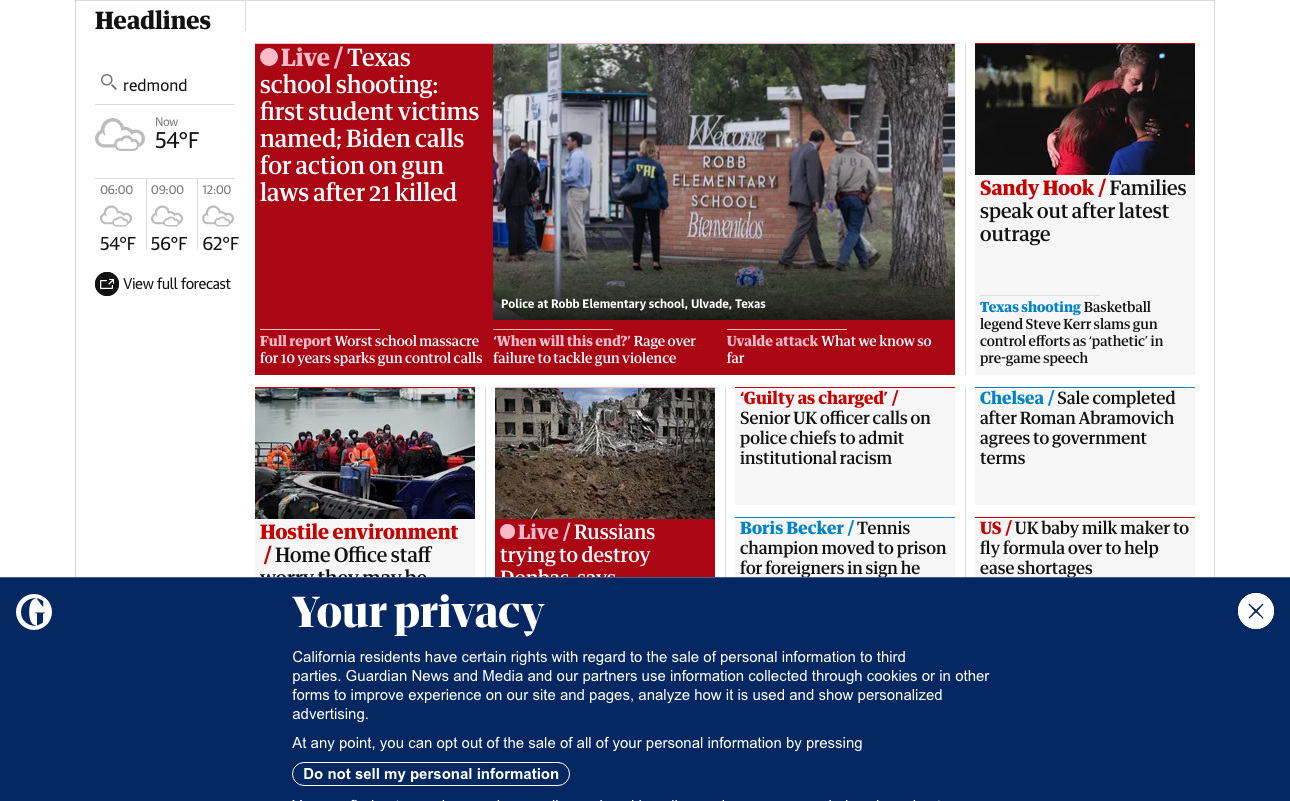 Headlines
redmond
Now
54°F
06:00
09:00
12:00
54°F
56°F
62°F
View full forecast
Live / Texas
school shooting:
first student victims
named; Biden calls
for action on gun
laws after 21 killed
Welcome
ROBB
ELEMENTARY
SCHOOL
Bienvenidos
FBI
FBI
Police at Robb Elementary school, Ulvade, Texas
Full report Worst school massacre
for 10 years sparks gun control calls
‘When will this end?’ Rage over
failure to tackle gun violence
Uvalde attack What we know so
far
Sandy Hook / Families
speak out after latest
outrage
Texas shooting Basketball
legend Steve Kerr slams gun
control efforts as ‘pathetic’ in
pre-game speech
Hostile environment
/ Home Office staff
worry they may be
Live / Russians
trying to destroy
Donbas, says
‘Guilty as charged’ /
Senior UK officer calls on
police chiefs to admit
institutional racism
Chelsea / Sale completed
after Roman Abramovich
agrees to government
terms
Boris Becker / Tennis
champion moved to prison
for foreigners in sign he
US / UK baby milk maker to
fly formula over to help
ease shortages
G
Your privacy
California residents have certain rights with regard to the sale of personal information to third
parties. Guardian News and Media and our partners use information collected through cookies or in other
forms to improve experience on our site and pages, analyze how it is used and show personalized
advertising.
At any point, you can opt out of the sale of all of your personal information by pressing
Do not sell my personal information